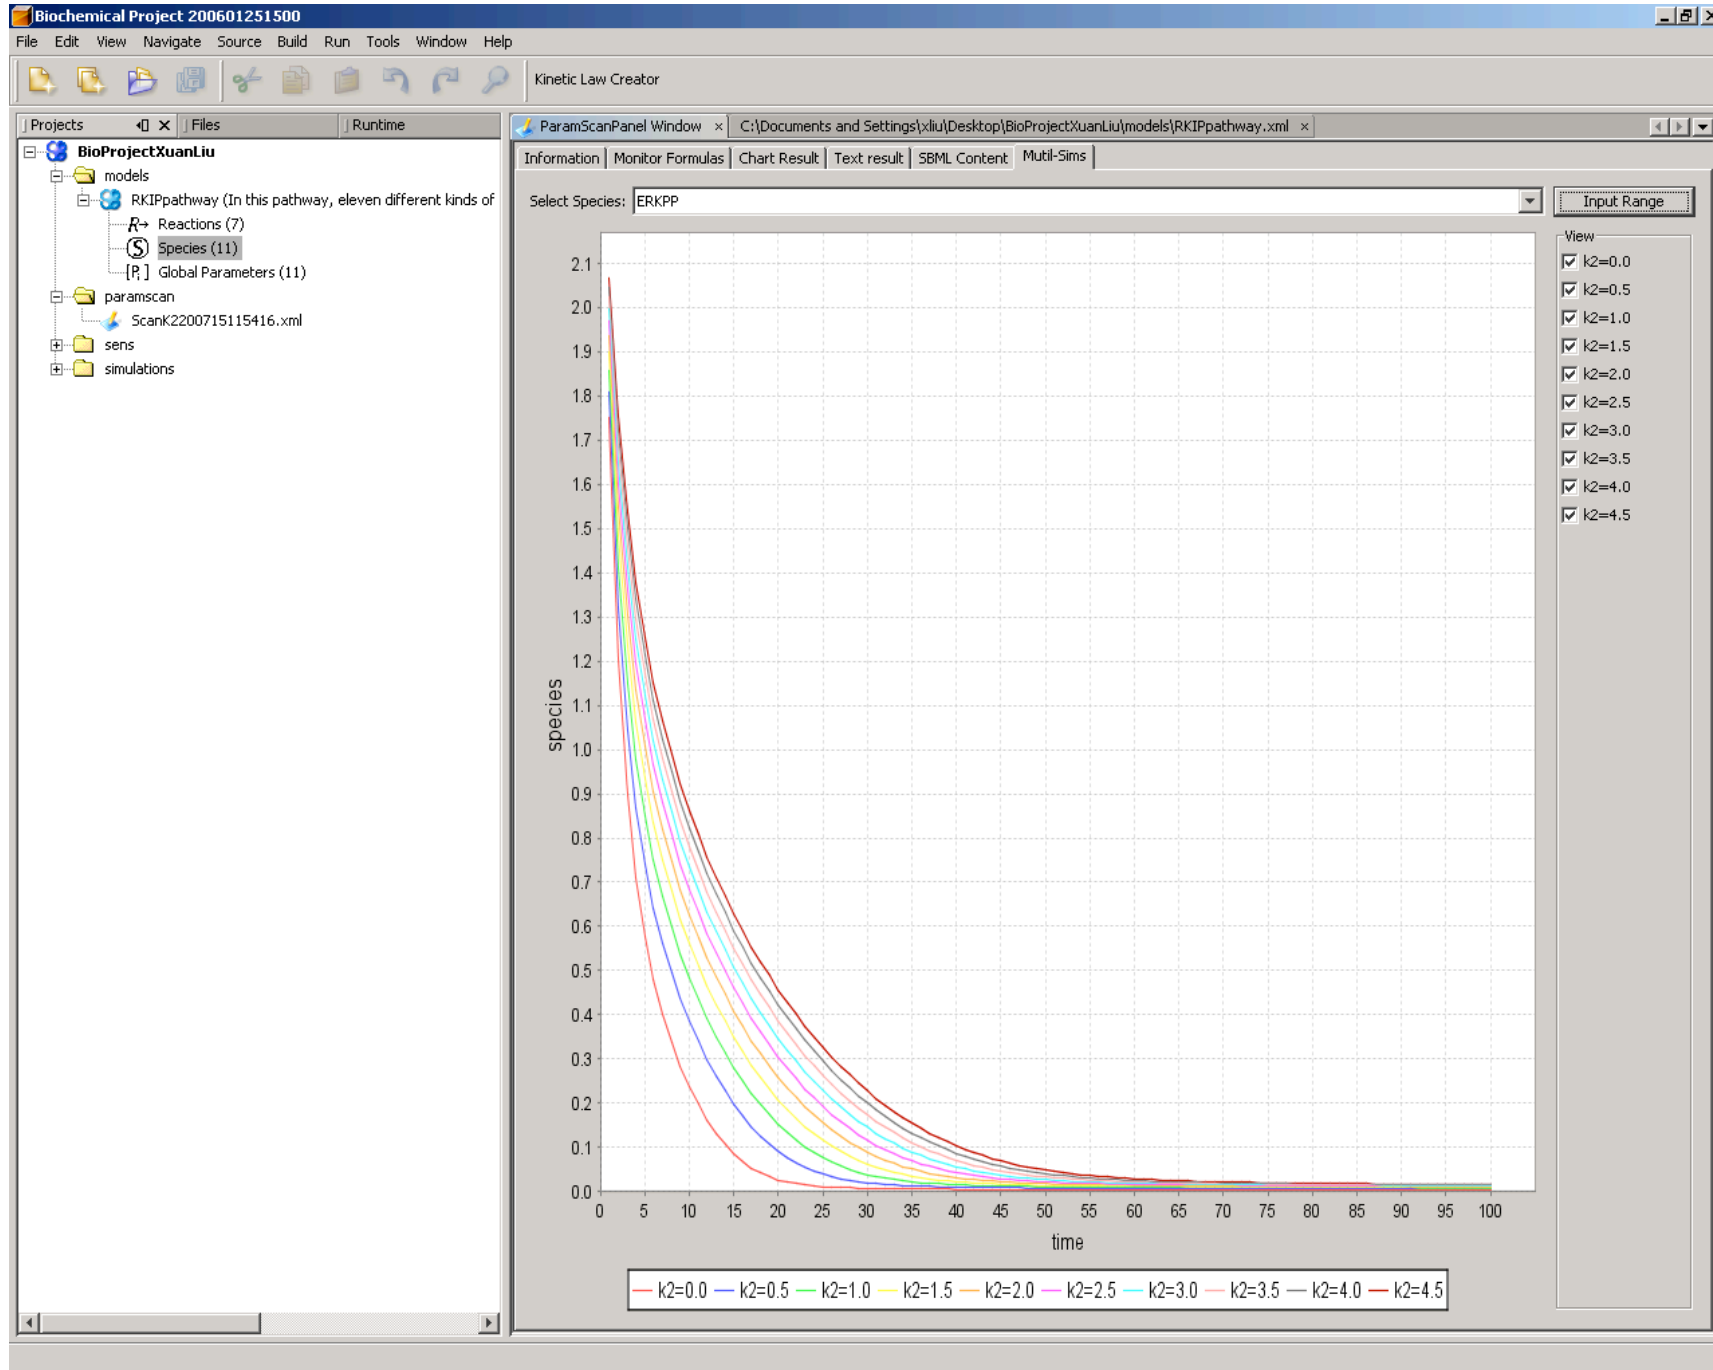 Biochemical Project 200601251500
File Edit View Navigate Source Build Run Tools Window Help
Kinetic Law Creator
Projects Files Runtime
ParamScanPanel Window C:\Documents and Settings\xliu\Desktop\BioProjectXuanLiu\models\RKIPpathway.xml
BioProjectXuanLiu
models
RKIPpathway (In this pathway, eleven different kinds of
Reactions (7)
Species (11)
Global Parameters (11)
paramscan
ScanK2200715115416.xml
sens
simulations
Information Monitor Formulas Chart Result Text result SBML Content Mutil-Sims
Select Species: ERKPP Input Range
View
k2=0.0
k2=0.5
k2=1.0
k2=1.5
k2=2.0
k2=2.5
k2=3.0
k2=3.5
k2=4.0
k2=4.5
species
2.1
2.0
1.9
1.8
1.7
1.6
1.5
1.4
1.3
1.2
1.1
1.0
0.9
0.8
0.7
0.6
0.5
0.4
0.3
0.2
0.1
0.0
0 5 10 15 20 25 30 35 40 45 50 55 60 65 70 75 80 85 90 95 100
time
k2=0.0 k2=0.5 k2=1.0 k2=1.5 k2=2.0 k2=2.5 k2=3.0 k2=3.5 k2=4.0 k2=4.5